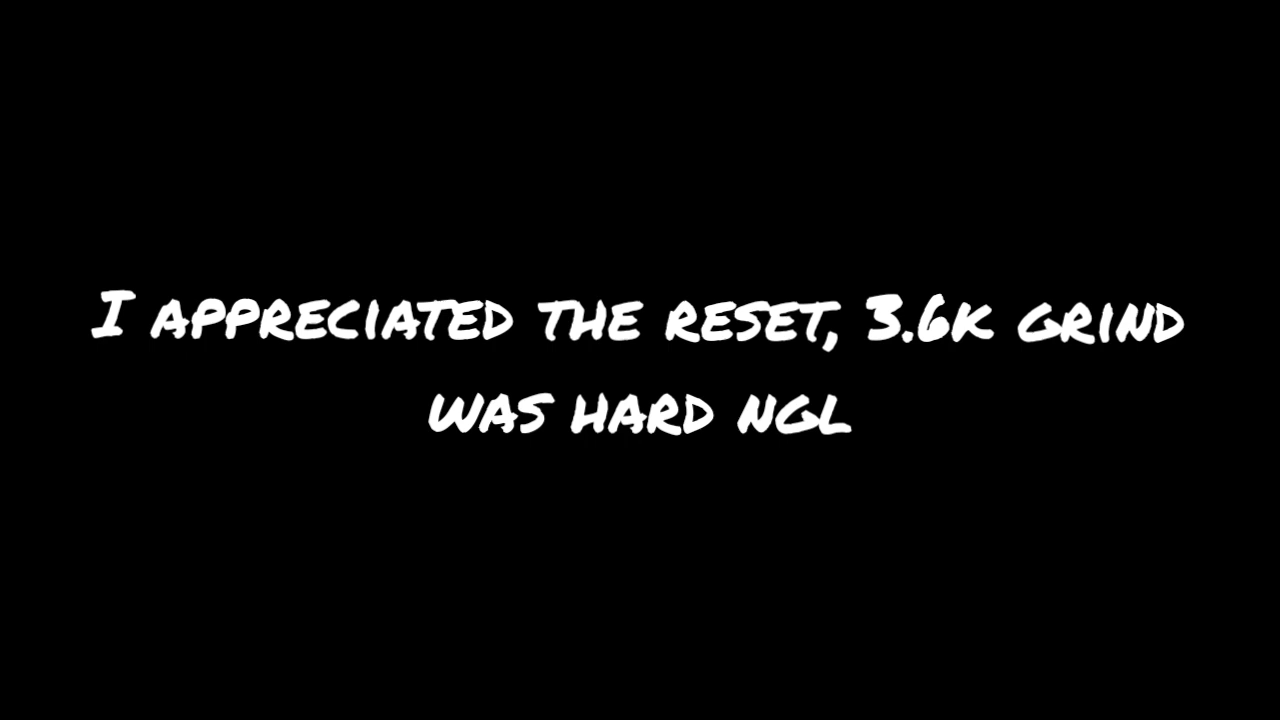 I APPRECIATED THE RESET, 3.6K GRIND
WAS HARD NGL